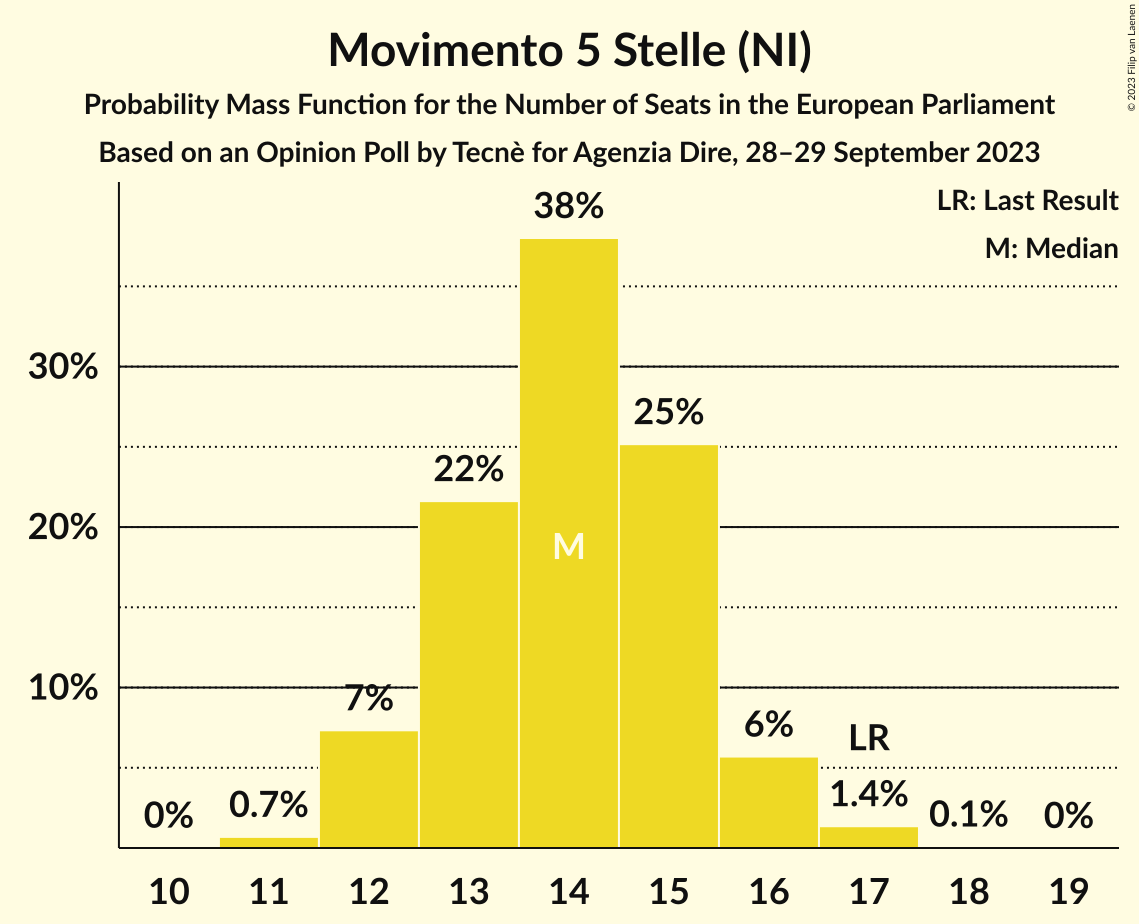 Movimento 5 Stelle (NI)
Probability Mass Function for the Number of Seats in the European Parliament
Based on an Opinion Poll by Tecnè for Agenzia Dire, 28–29 September 2023
© 2023 Filip van Laenen
LR: Last Result
M: Median
38%
30%
25%
22%
20%
M
10%
7%
6%
LR
1.4%
0%
0.7%
0.1%
0%
10 11 12 13 14 15 16 17 18 19